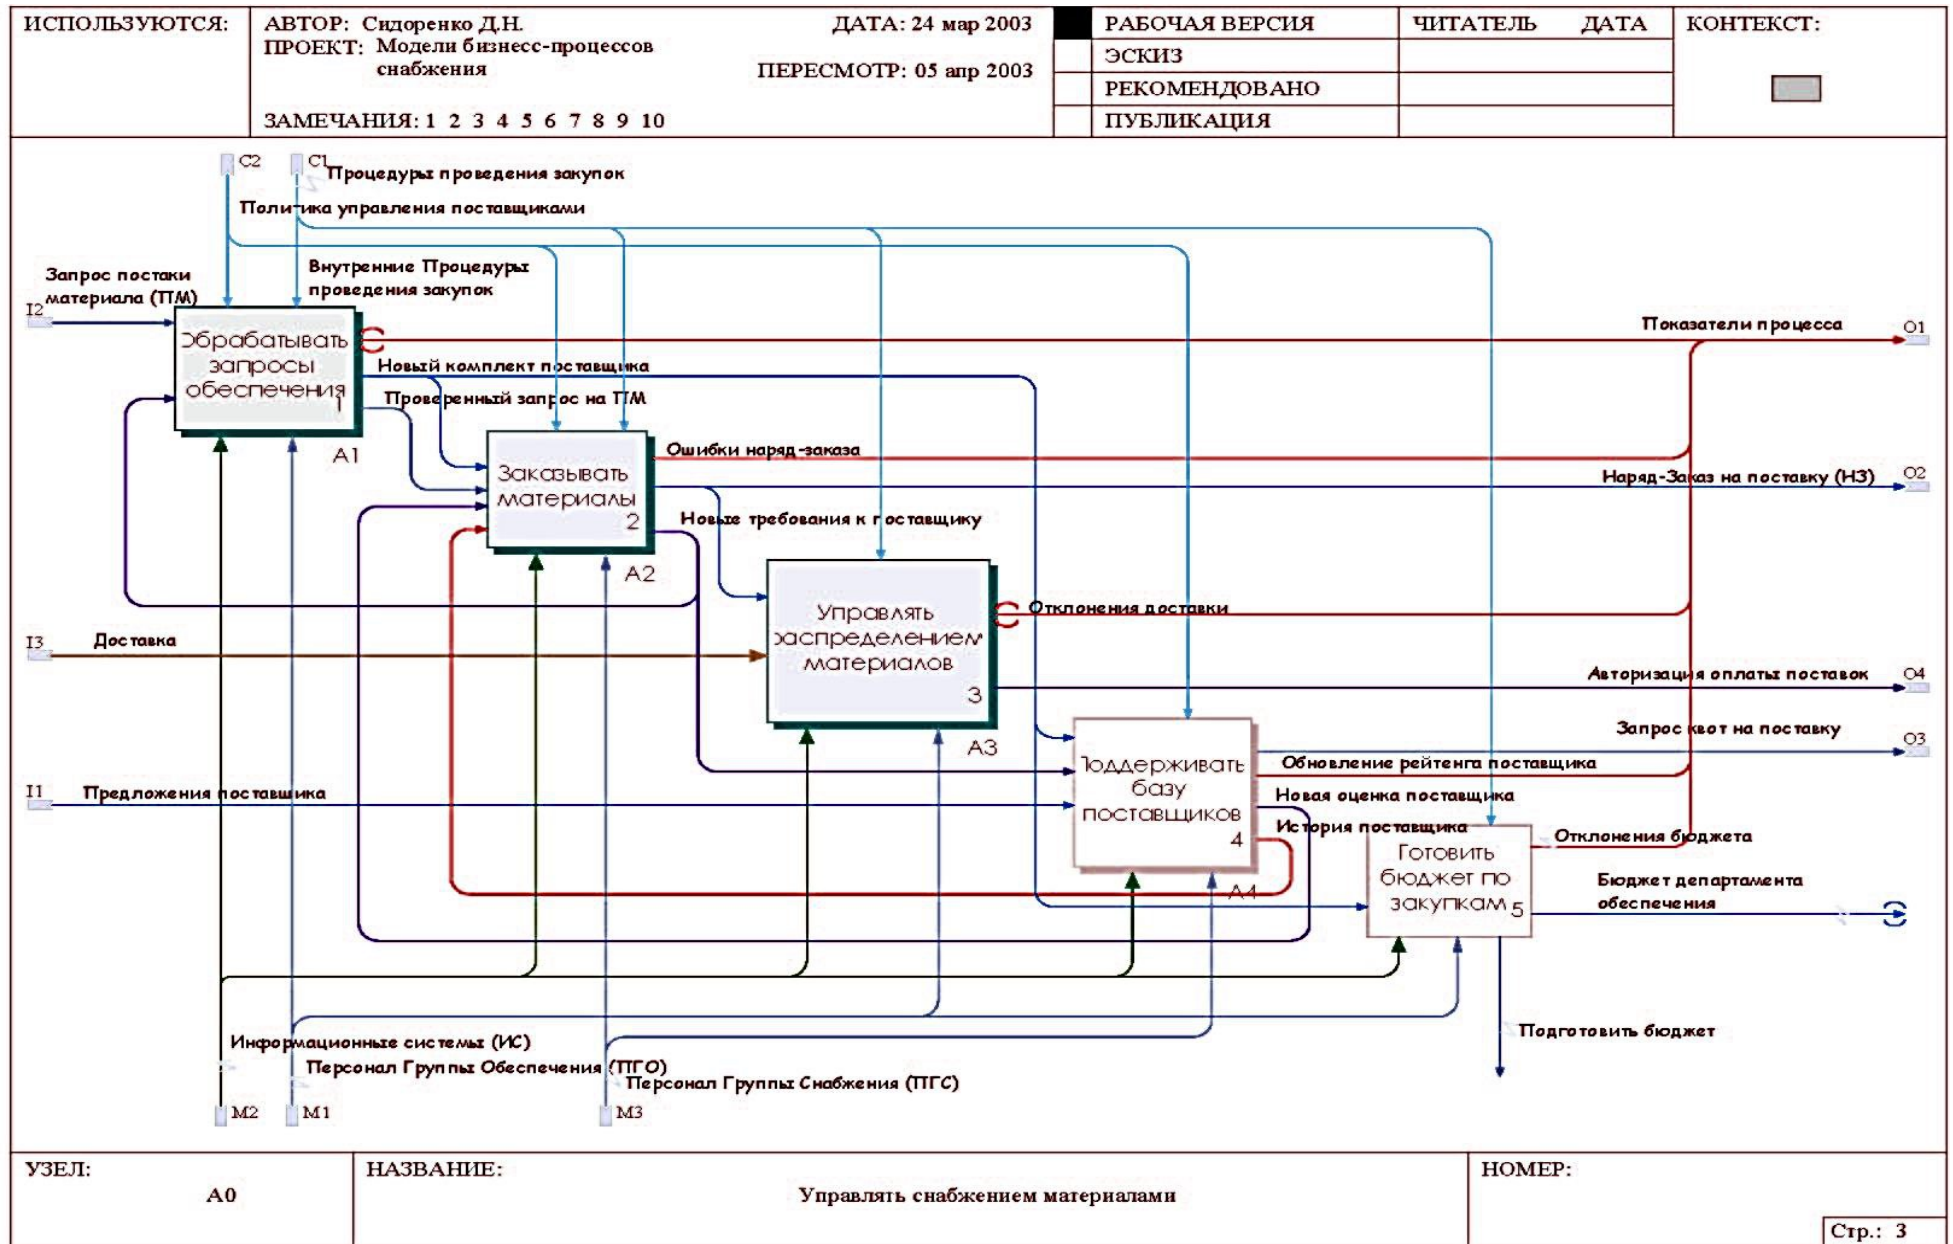 ИСПОЛЬЗУЮТСЯ:
АВТОР: Сидоренко Д.Н.
ПРОЕКТ: Модели бизнесс-процессов
снабжения
ДАТА: 24 мар 2003
ПЕРЕСМОТР: 05 апр 2003
ЗАМЕЧАНИЯ: 1 2 3 4 5 6 7 8 9 10
РАБОЧАЯ ВЕРСИЯ
ЭСКИЗ
РЕКОМЕНДОВАНО
ПУБЛИКАЦИЯ
ЧИТАТЕЛЬ ДАТА
КОНТЕКСТ:
C2
C1
Процедуры проведения закупок
Политика управления поставщиками
Запрос постаки
материала (ПМ)
Внутренние Процедуры
проведения закупок
I2
Обрабатывать
запросы
обеспечения
1
A1
Показатели процесса
O1
Новый комплект поставщика
Проверенный запрос на ПМ
Заказывать
материалы
2
A2
Ошибки наряд-заказа
Наряд-Заказ на поставку (НЗ)
O2
Новые требования к поставщику
Управлять
распределением
материалов
3
A3
Отклонения доставки
I3
Доставка
Авторизация оплаты поставок
O4
Запрос квот на поставку
O3
I1
Предложения поставщика
Поддерживать
базу
поставщиков
4
A4
Обновление рейтенга поставщика
Новая оценка поставщика
История поставщика
Готовить
бюджет по
закупкам
5
Отклонения бюджета
Бюджет департамента
обеспечения
Подготовить бюджет
Информационные системы (ИС)
Персонал Группы Обеспечения (ПГО)
Персонал Группы Снабжения (ПГС)
M2
M1
M3
УЗЕЛ:
A0
НАЗВАНИЕ:
Управлять снабжением материалами
НОМЕР:
Стр.: 3